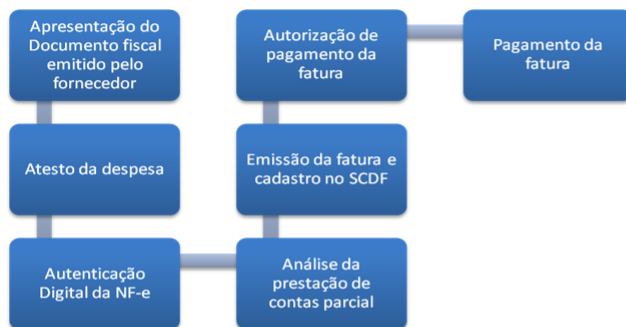 Apresentação do
Documento fiscal
emitido pelo
fornecedor
Atesto da despesa
Autenticação
Digital da NF-e
Análise da
prestação de
contas parcial
Emissão da fatura e
cadastro no SCDF
Autorização de
pagamento da
fatura
Pagamento da
fatura